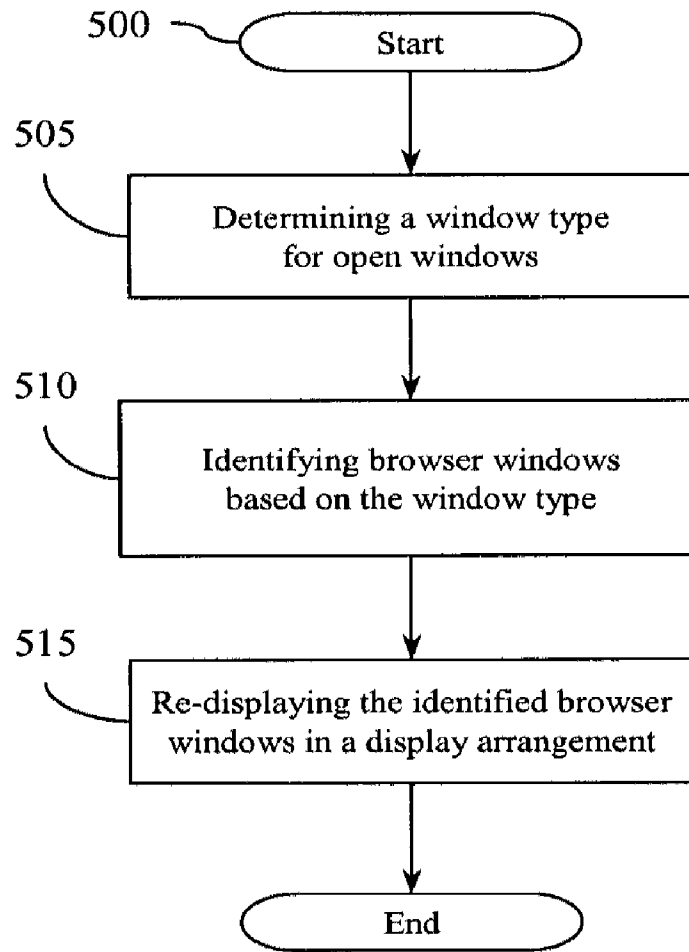 500
Start
505
Determining a window type
for open windows
510
Identifying browser windows
based on the window type
515
Re-displaying the identified browser
windows in a display arrangement
End